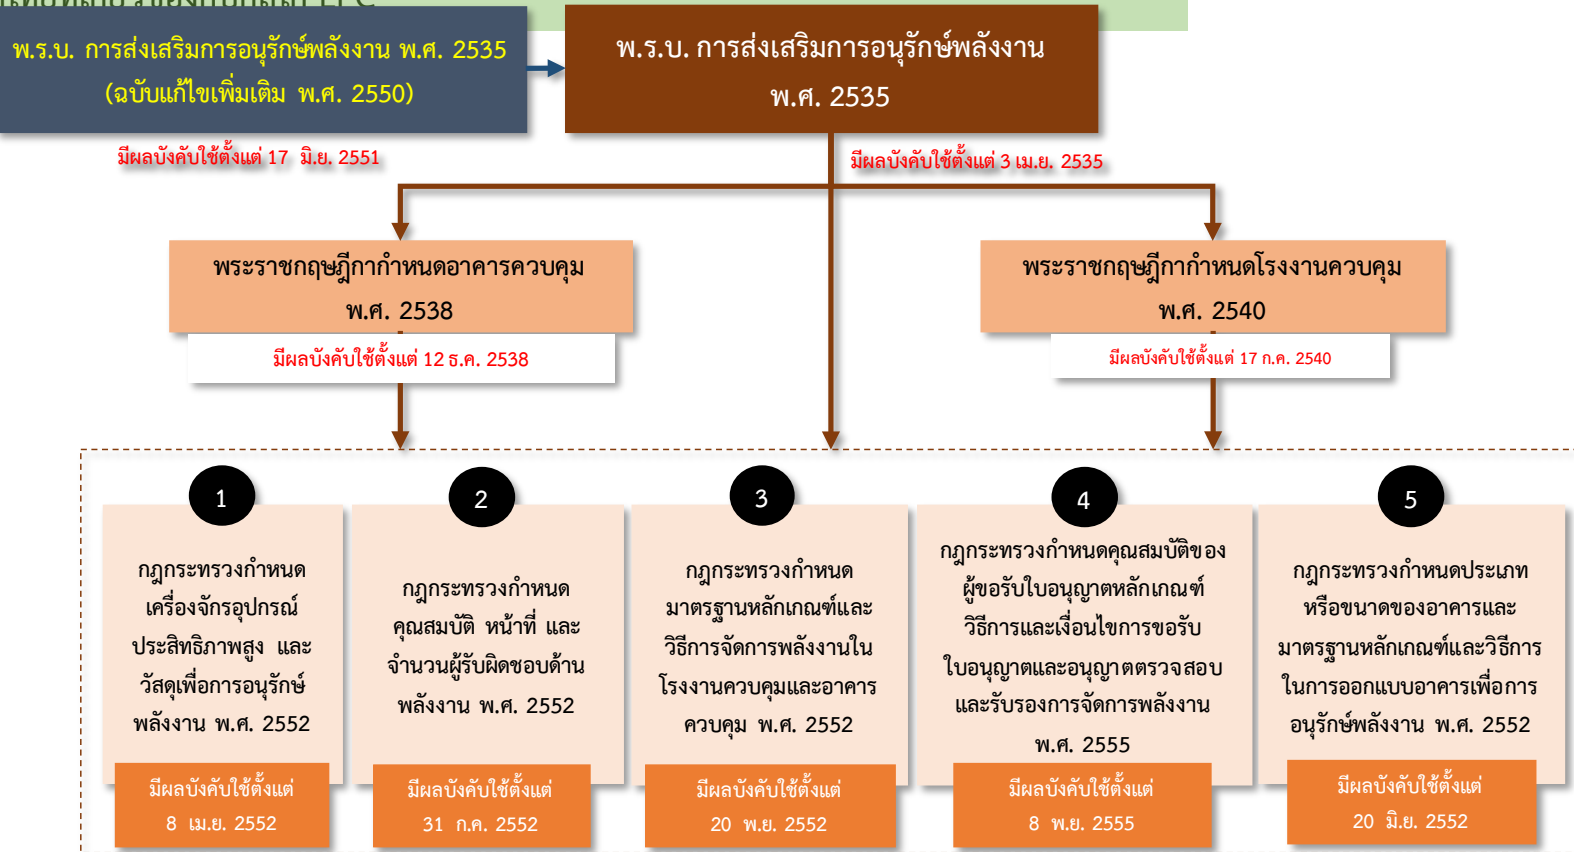 EPC
พ.ร.บ. การส่งเสริมการอนุรักษ์พลังงาน พ.ศ. 2535
(ฉบับแก้ไขเพิ่มเติม พ.ศ. 2550)
พ.ร.บ. การส่งเสริมการอนุรักษ์พลังงาน
พ.ศ. 2535
มีผลบังคับใช้ตั้งแต่ 17 มิ.ย. 2551
มีผลบังคับใช้ตั้งแต่ 3 เม.ย. 2535
พระราชกฤษฎีกากำหนดอาคารควบคุม
พ.ศ. 2538
มีผลบังคับใช้ตั้งแต่ 12 ธ.ค. 2538
พระราชกฤษฎีกากำหนดโรงงานควบคุม
พ.ศ. 2540
มีผลบังคับใช้ตั้งแต่ 17 ก.ค. 2540
1
กฎกระทรวงกำหนด
เครื่องจักรอุปกรณ์
ประสิทธิภาพสูง และ
วัสดุเพื่อการอนุรักษ์
พลังงาน พ.ศ. 2552
มีผลบังคับใช้ตั้งแต่
8 เม.ย. 2552
2
กฎกระทรวงกำหนด
คุณสมบัติ หน้าที่ และ
จำนวนผู้รับผิดชอบด้าน
พลังงาน พ.ศ. 2552
มีผลบังคับใช้ตั้งแต่
31 ก.ค. 2552
3
กฎกระทรวงกำหนด
มาตรฐานหลักเกณฑ์และ
วิธีการจัดการพลังงานใน
โรงงานควบคุมและอาคาร
ควบคุม พ.ศ. 2552
มีผลบังคับใช้ตั้งแต่
20 พ.ย. 2552
4
กฎกระทรวงกำหนดคุณสมบัติของ
ผู้ขอรับใบอนุญาตหลักเกณฑ์
วิธีการและเงื่อนไขการขอรับ
ใบอนุญาตและอนุญาตตรวจสอบ
และรับรองการจัดการพลังงาน
พ.ศ. 2555
มีผลบังคับใช้ตั้งแต่
8 พ.ย. 2555
5
กฎกระทรวงกำหนดประเภท
หรือขนาดของอาคารและ
มาตรฐานหลักเกณฑ์และวิธีการ
ในการออกแบบอาคารเพื่อการ
อนุรักษ์พลังงาน พ.ศ. 2552
มีผลบังคับใช้ตั้งแต่
20 มิ.ย. 2552